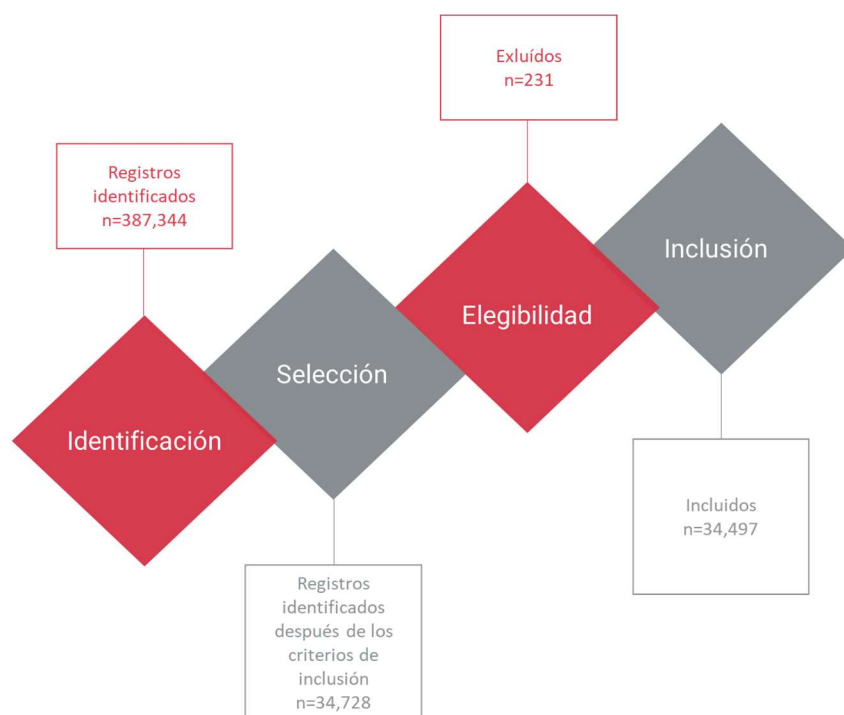 Registros
identificados
n=387,344
Identificación
Selección
Registros
identificados
después de los
criterios de
inclusión
n=34,728
Exluídos
n=231
Elegibilidad
Inclusión
Incluidos
n=34,497